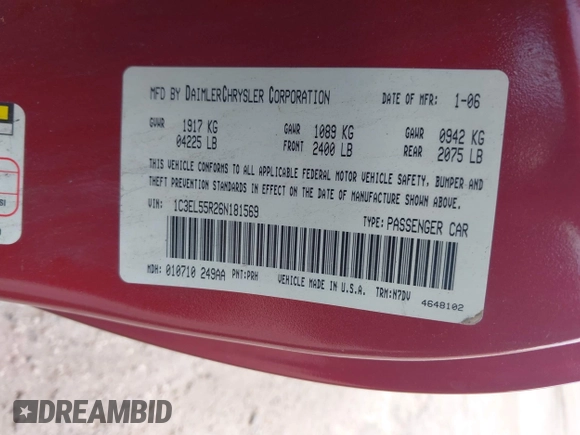 MFD BY DAIMLERCHRYSLER CORPORATION DATE OF MFR: 1-06
GVWR 1917 KG GAWR 1089 KG GAWR 0942 KG
04225 LB FRONT 2400 LB REAR 2075 LB
THIS VEHICLE CONFORMS TO ALL APPLICABLE FEDERAL MOTOR VEHICLE SAFETY, BUMPER AND
THEFT PREVENTION STANDARDS IN EFFECT ON THE DATE OF MANUFACTURE SHOWN ABOVE.
VIN: 1C3EL55R26N181569 TYPE: PASSENGER CAR
MDH: 010710 249AA PNT: PRH VEHICLE MADE IN U.S.A. TRM: N7DV
4648102
DREAMBID